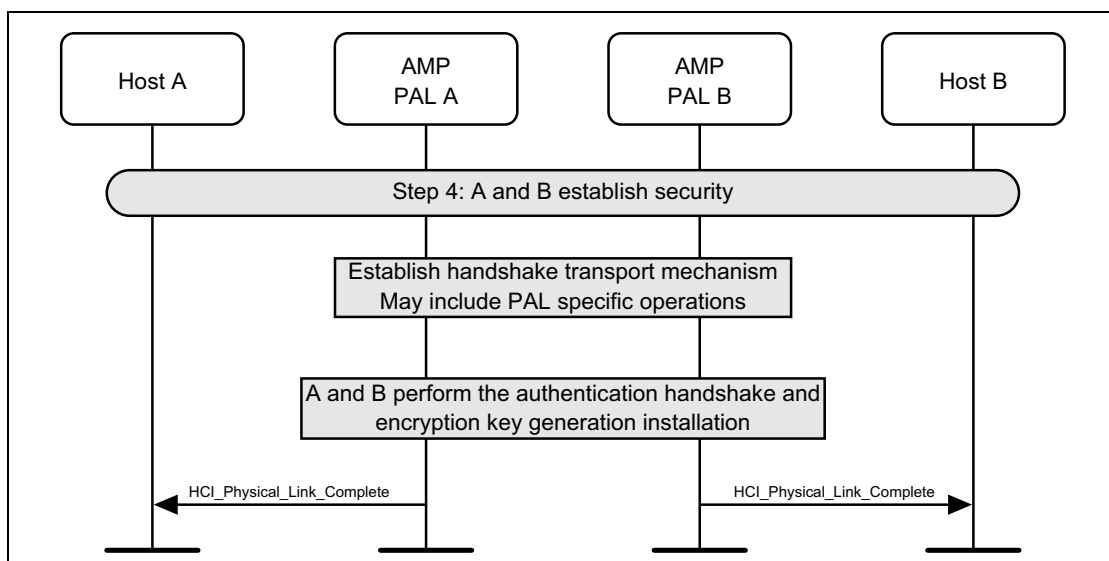 Host A
AMP
PAL A
AMP
PAL B
Host B
Step 4: A and B establish security
Establish handshake transport mechanism
May include PAL specific operations
A and B perform the authentication handshake and
encryption key generation installation
HCI_Physical_Link_Complete
HCI_Physical_Link_Complete